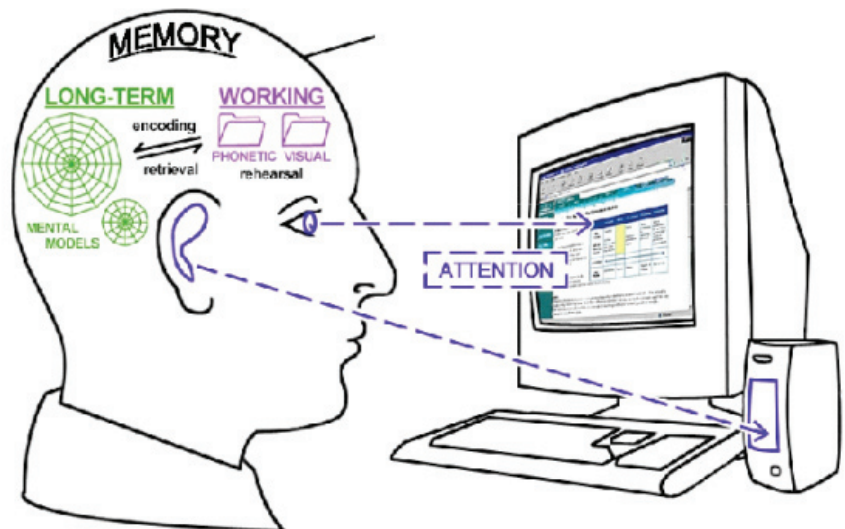 MEMORY
LONG-TERM
WORKING
encoding
retrieval
PHONETIC VISUAL
rehearsal
MENTAL
MODELS
ATTENTION